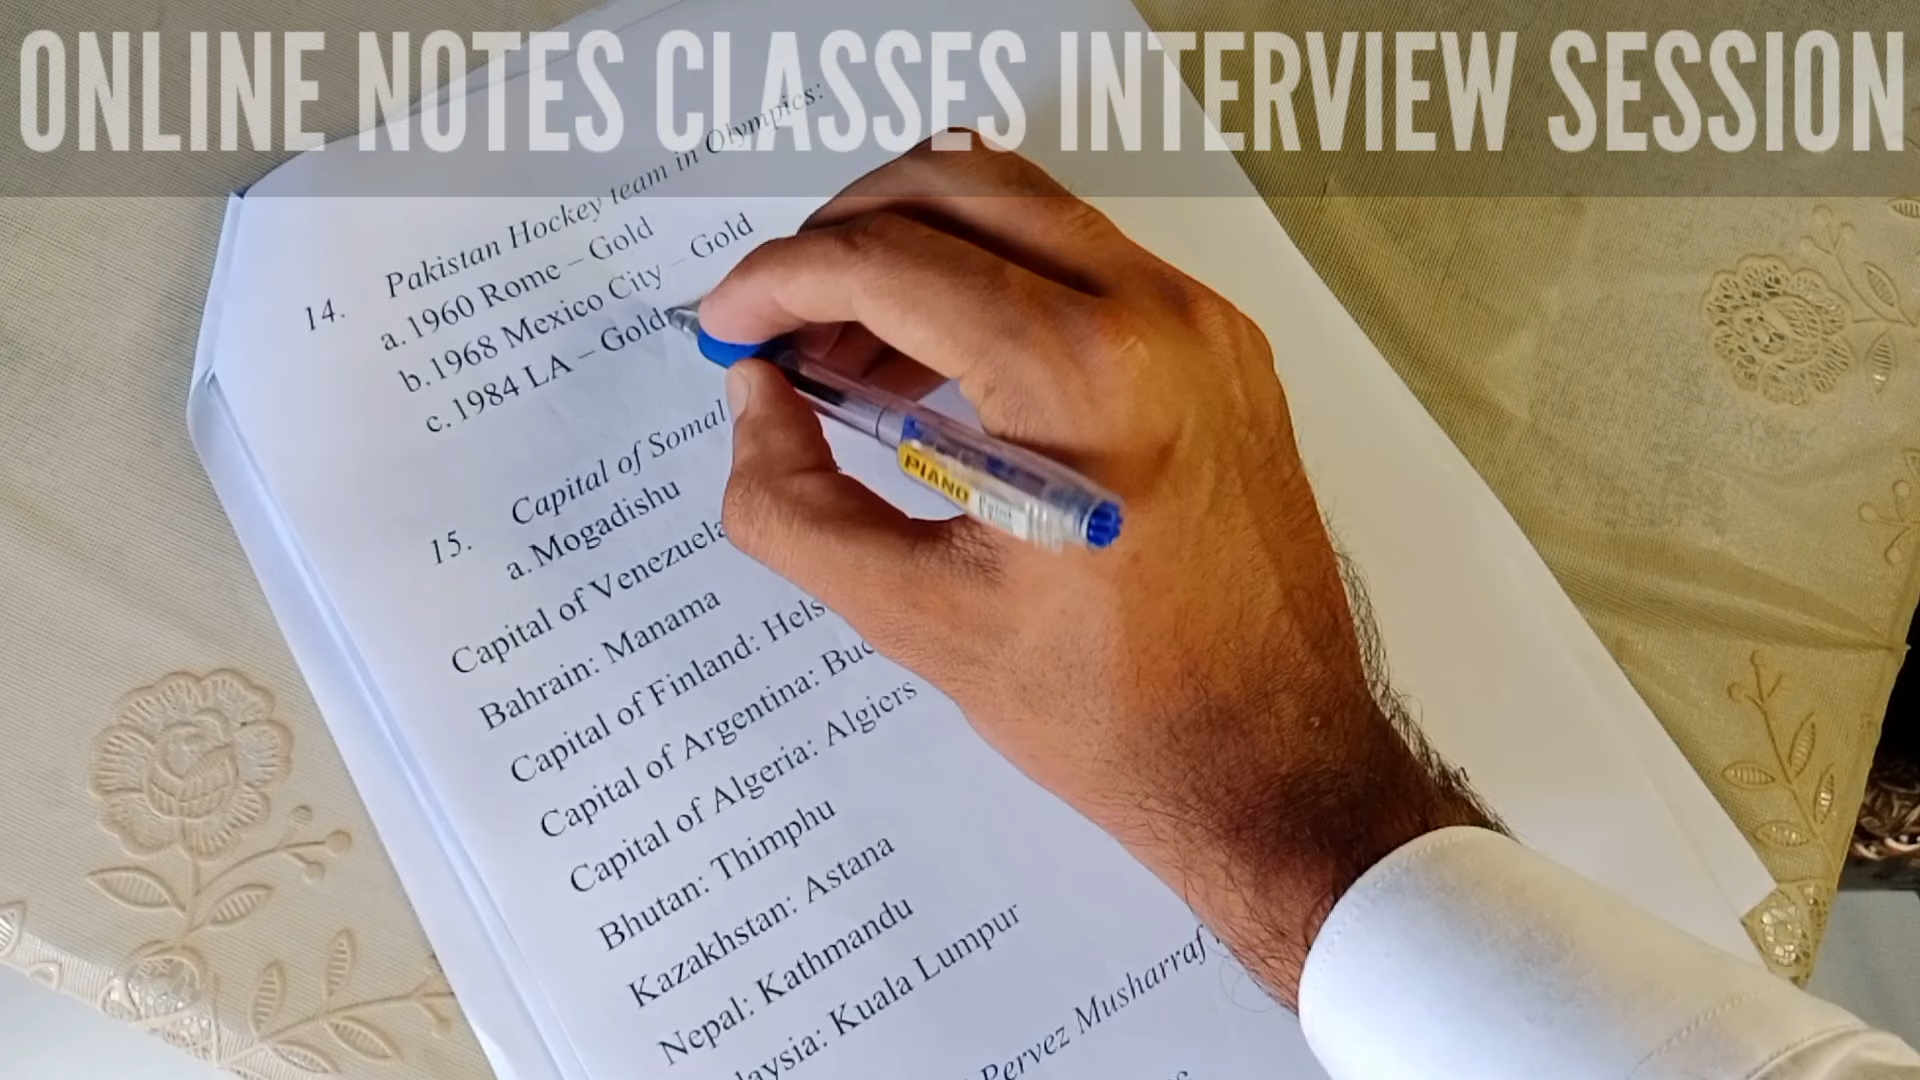 ONLINE NOTES CLASSES INTERVIEW SESSION
14. Pakistan Hockey team in Olympics:
a. 1960 Rome – Gold
b. 1968 Mexico City – Gold
c. 1984 LA – Gold
15. Capital of
a. Mogadishu
Capital of Venezuela
Bahrain: Manama
Capital of Finland:
Capital of Argentina:
Capital of Algeria: Algiers
Bhutan: Thimphu
Kazakhstan: Astana
Nepal: Kathmandu
Kuala Lumpur
Pervez Musharraf
PIANO
Point